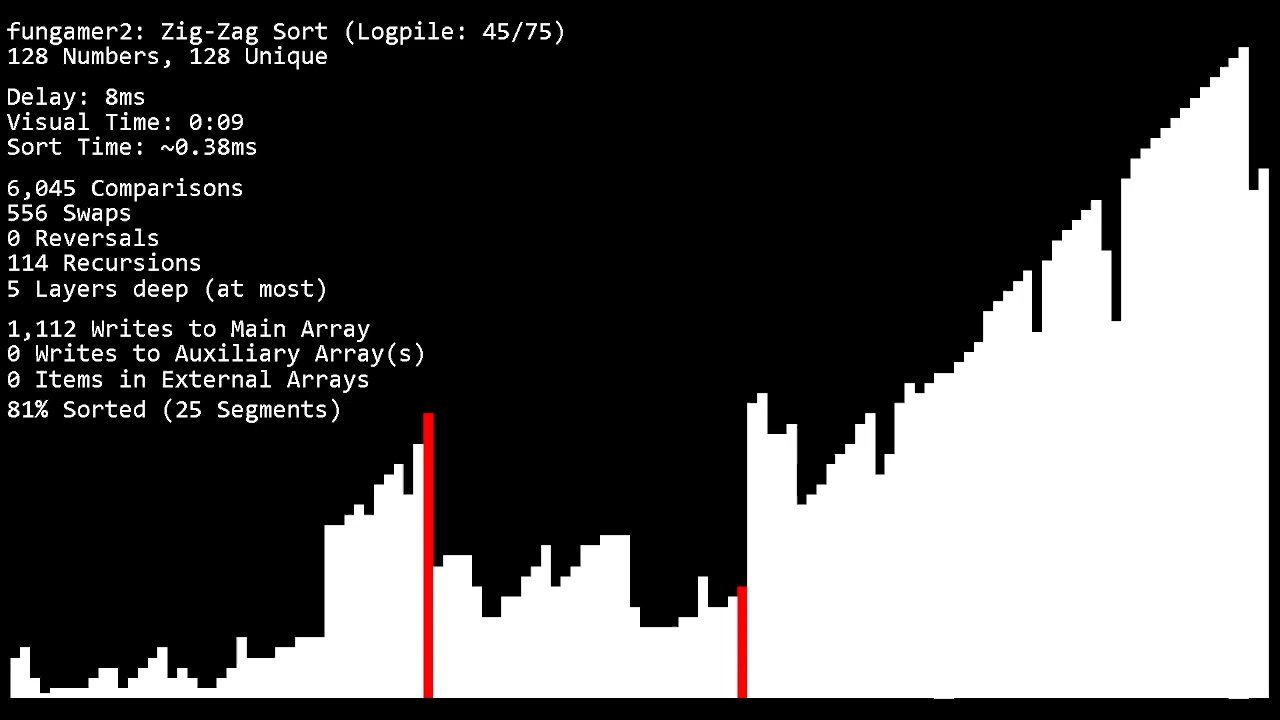 fungamer2: Zig-Zag Sort (Logpile: 45/75)
128 Numbers, 128 Unique
Delay: 8ms
Visual Time: 0:09
Sort Time: ~0.38ms
6,045 Comparisons
556 Swaps
0 Reversals
114 Recursions
5 Layers deep (at most)
1,112 Writes to Main Array
0 Writes to Auxiliary Array(s)
0 Items in External Arrays
81% Sorted (25 Segments)